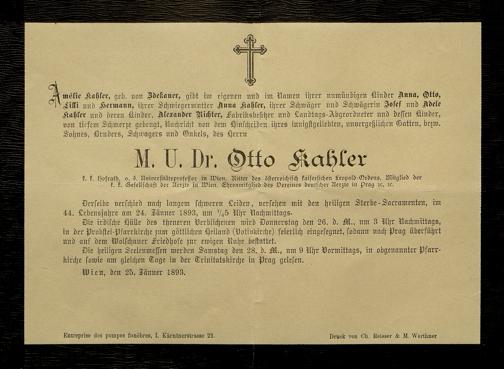 Amélie Kahler, geb. von Zdekauer, gibt im eigenen und im Namen ihrer unmündigen Kinder Anna, Otto,
Lilli und Hermann, ihrer Schwiegermutter Anna Kahler, ihrer Schwäger und Schwägerin Josef und Adele
Kahler und deren Kinder, Alexander Richter, Fabriksbesitzer und Landtags-Abgeordneter und dessen Kinder,
von tiefem Schmerze gebeugt, Nachricht von dem Hinscheiden ihres innigstgeliebten, unvergeßlichen Gatten, bezw.
Sohnes, Bruders, Schwagers und Onkels, des Herrn
M. U. Dr. Otto Kahler
k. k. Hofrath, o. ö. Universitätsprofessor in Wien, Ritter des österreichisch kaiserlichen Leopold-Ordens, Mitglied der
k. k. Gesellschaft der Aerzte in Wien, Ehrenmitglied des Vereines deutscher Aerzte in Prag ꝛc. ꝛc.
Derselbe verschied nach langem schweren Leiden, versehen mit den heiligen Sterbe-Sacramenten, im
44. Lebensjahre am 24. Jänner 1893, um ½5 Uhr Nachmittags.
Die irdische Hülle des theueren Verblichenen wird Donnerstag den 26. d. M., um 3 Uhr Nachmittags,
in der Probstei-Pfarrkirche zum göttlichen Heiland (Votivkirche) feierlich eingesegnet, sodann nach Prag überführt
und auf dem Wolschaner Friedhofe zur ewigen Ruhe bestattet.
Die heiligen Seelenmessen werden Samstag den 28. d. M., um 9 Uhr Vormittags, in obgenannter Pfarr-
kirche sowie am gleichen Tage in der Trinitatskirche in Prag gelesen.
Wien, den 25. Jänner 1893.
Entreprise des pompes funèbres, I. Kärntnerstrasse 21. Druck von Ch. Reisser & M. Werthner